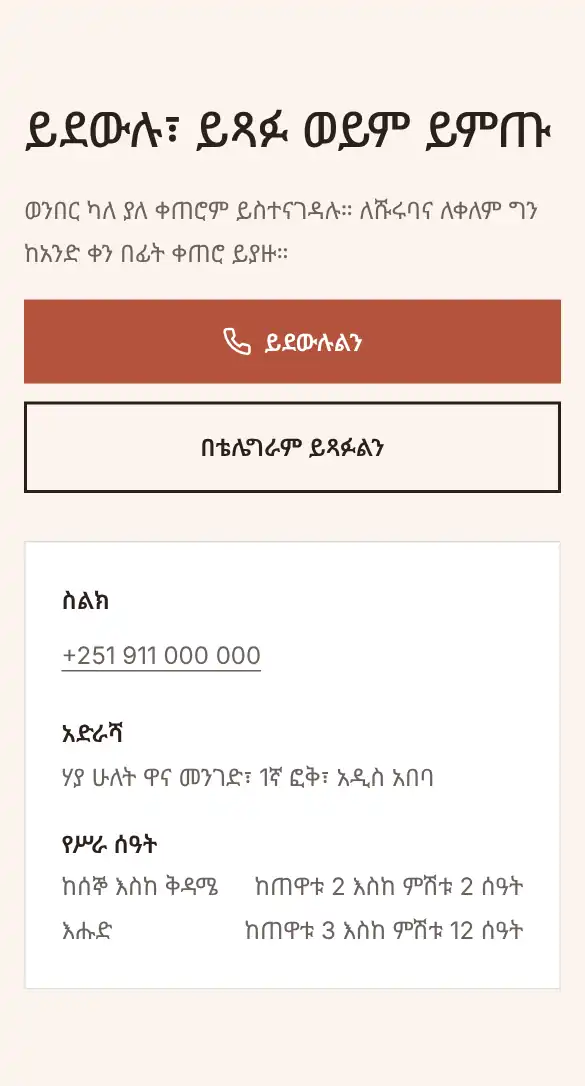 ይደውሉ፣ ይጻፉ ወይም ይምጡ
ወንበር ካለ ያለ ቀጠሮም ይስተናገዳሉ። ለሹሩባና ለቀለም ግን
ከአንድ ቀን በፊት ቀጠሮ ይያዙ።
ይደውሉልን
በቴሌግራም ይጻፉልን
ስልክ
+251 911 000 000
አድራሻ
ሃያ ሁለት ዋና መንገድ፣ 1ኛ ፎቅ፣ አዲስ አበባ
የሥራ ሰዓት
ከሰኞ እስከ ቅዳሜ ከጠዋቱ 2 እስከ ምሽቱ 2 ሰዓት
እሑድ ከጠዋቱ 3 እስከ ምሽቱ 12 ሰዓት